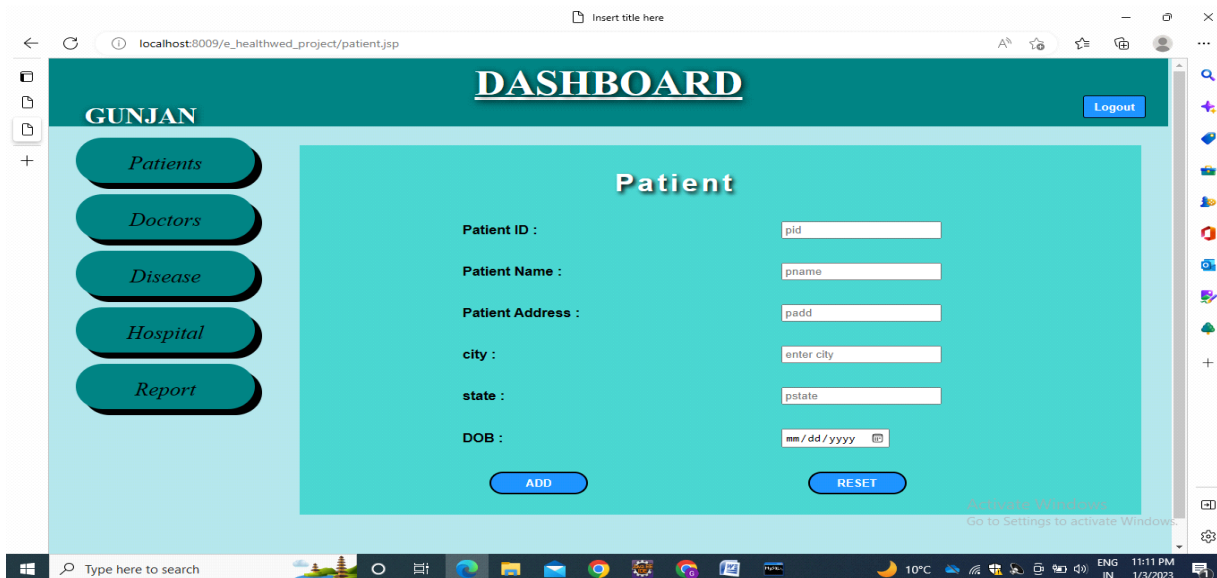 Insert title here
localhost:8009/e_healthwed_project/patient.jsp
DASHBOARD
GUNJAN
Logout
Patients
Doctors
Disease
Hospital
Report
Patient
Patient ID :
pid
Patient Name :
pname
Patient Address :
padd
city :
enter city
state :
pstate
DOB :
mm/dd/yyyy
ADD
RESET
Activate Windows
Go to Settings to activate Windows.
Type here to search
10°C
ENG
IN
11:11 PM
1/3/2023